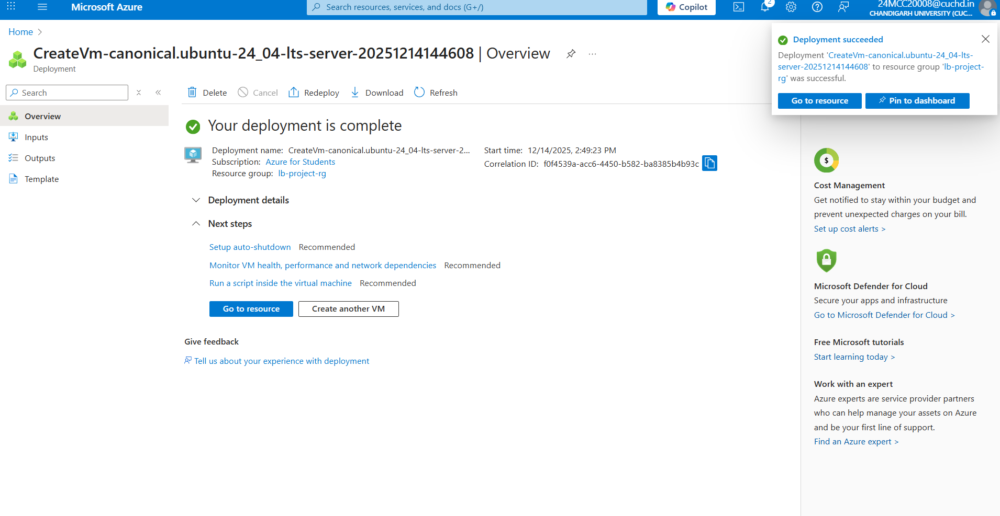 Microsoft Azure
Search resources, services, and docs (G+/)
Copilot
2
24MCC20008@cuchd.in
CHANDIGARH UNIVERSITY (CUC...
Home
CreateVm-canonical.ubuntu-24_04-lts-server-20251214144608 | Overview
...
Deployment
Deployment succeeded
Deployment 'CreateVm-canonical.ubuntu-24_04-lts-
server-20251214144608' to resource group 'lb-project-
rg' was successful.
Go to resource
Pin to dashboard
Search
Overview
Inputs
Outputs
Template
Delete
Cancel
Redeploy
Download
Refresh
Your deployment is complete
Deployment name: CreateVm-canonical.ubuntu-24_04-lts-server-2...
Subscription: Azure for Students
Resource group: lb-project-rg
Start time: 12/14/2025, 2:49:23 PM
Correlation ID: f0f4539a-acc6-4450-b582-ba8385b4b93c
Deployment details
Next steps
Setup auto-shutdown Recommended
Monitor VM health, performance and network dependencies Recommended
Run a script inside the virtual machine Recommended
Go to resource
Create another VM
Give feedback
Tell us about your experience with deployment
$
Cost Management
Get notified to stay within your budget and
prevent unexpected charges on your bill.
Set up cost alerts >
Microsoft Defender for Cloud
Secure your apps and infrastructure
Go to Microsoft Defender for Cloud >
Free Microsoft tutorials
Start learning today >
Work with an expert
Azure experts are service provider partners
who can help manage your assets on Azure
and be your first line of support.
Find an Azure expert >